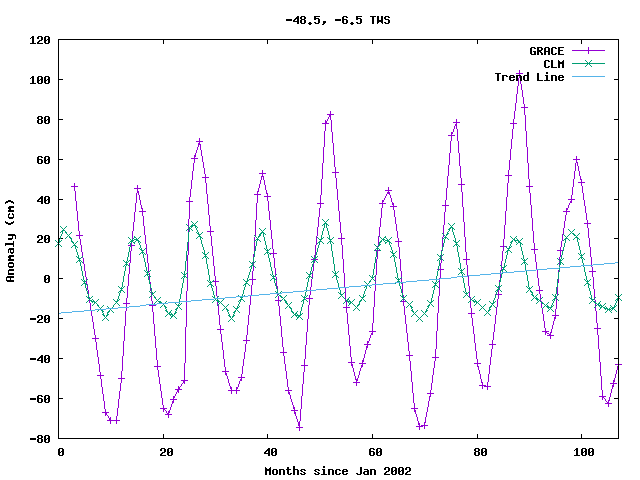 -48.5, -6.5 TWS
120
100
80
60
40
20
0
-20
-40
-60
-80
Anomaly (cm)
GRACE
CLM
Trend Line
0 20 40 60 80 100
Months since Jan 2002